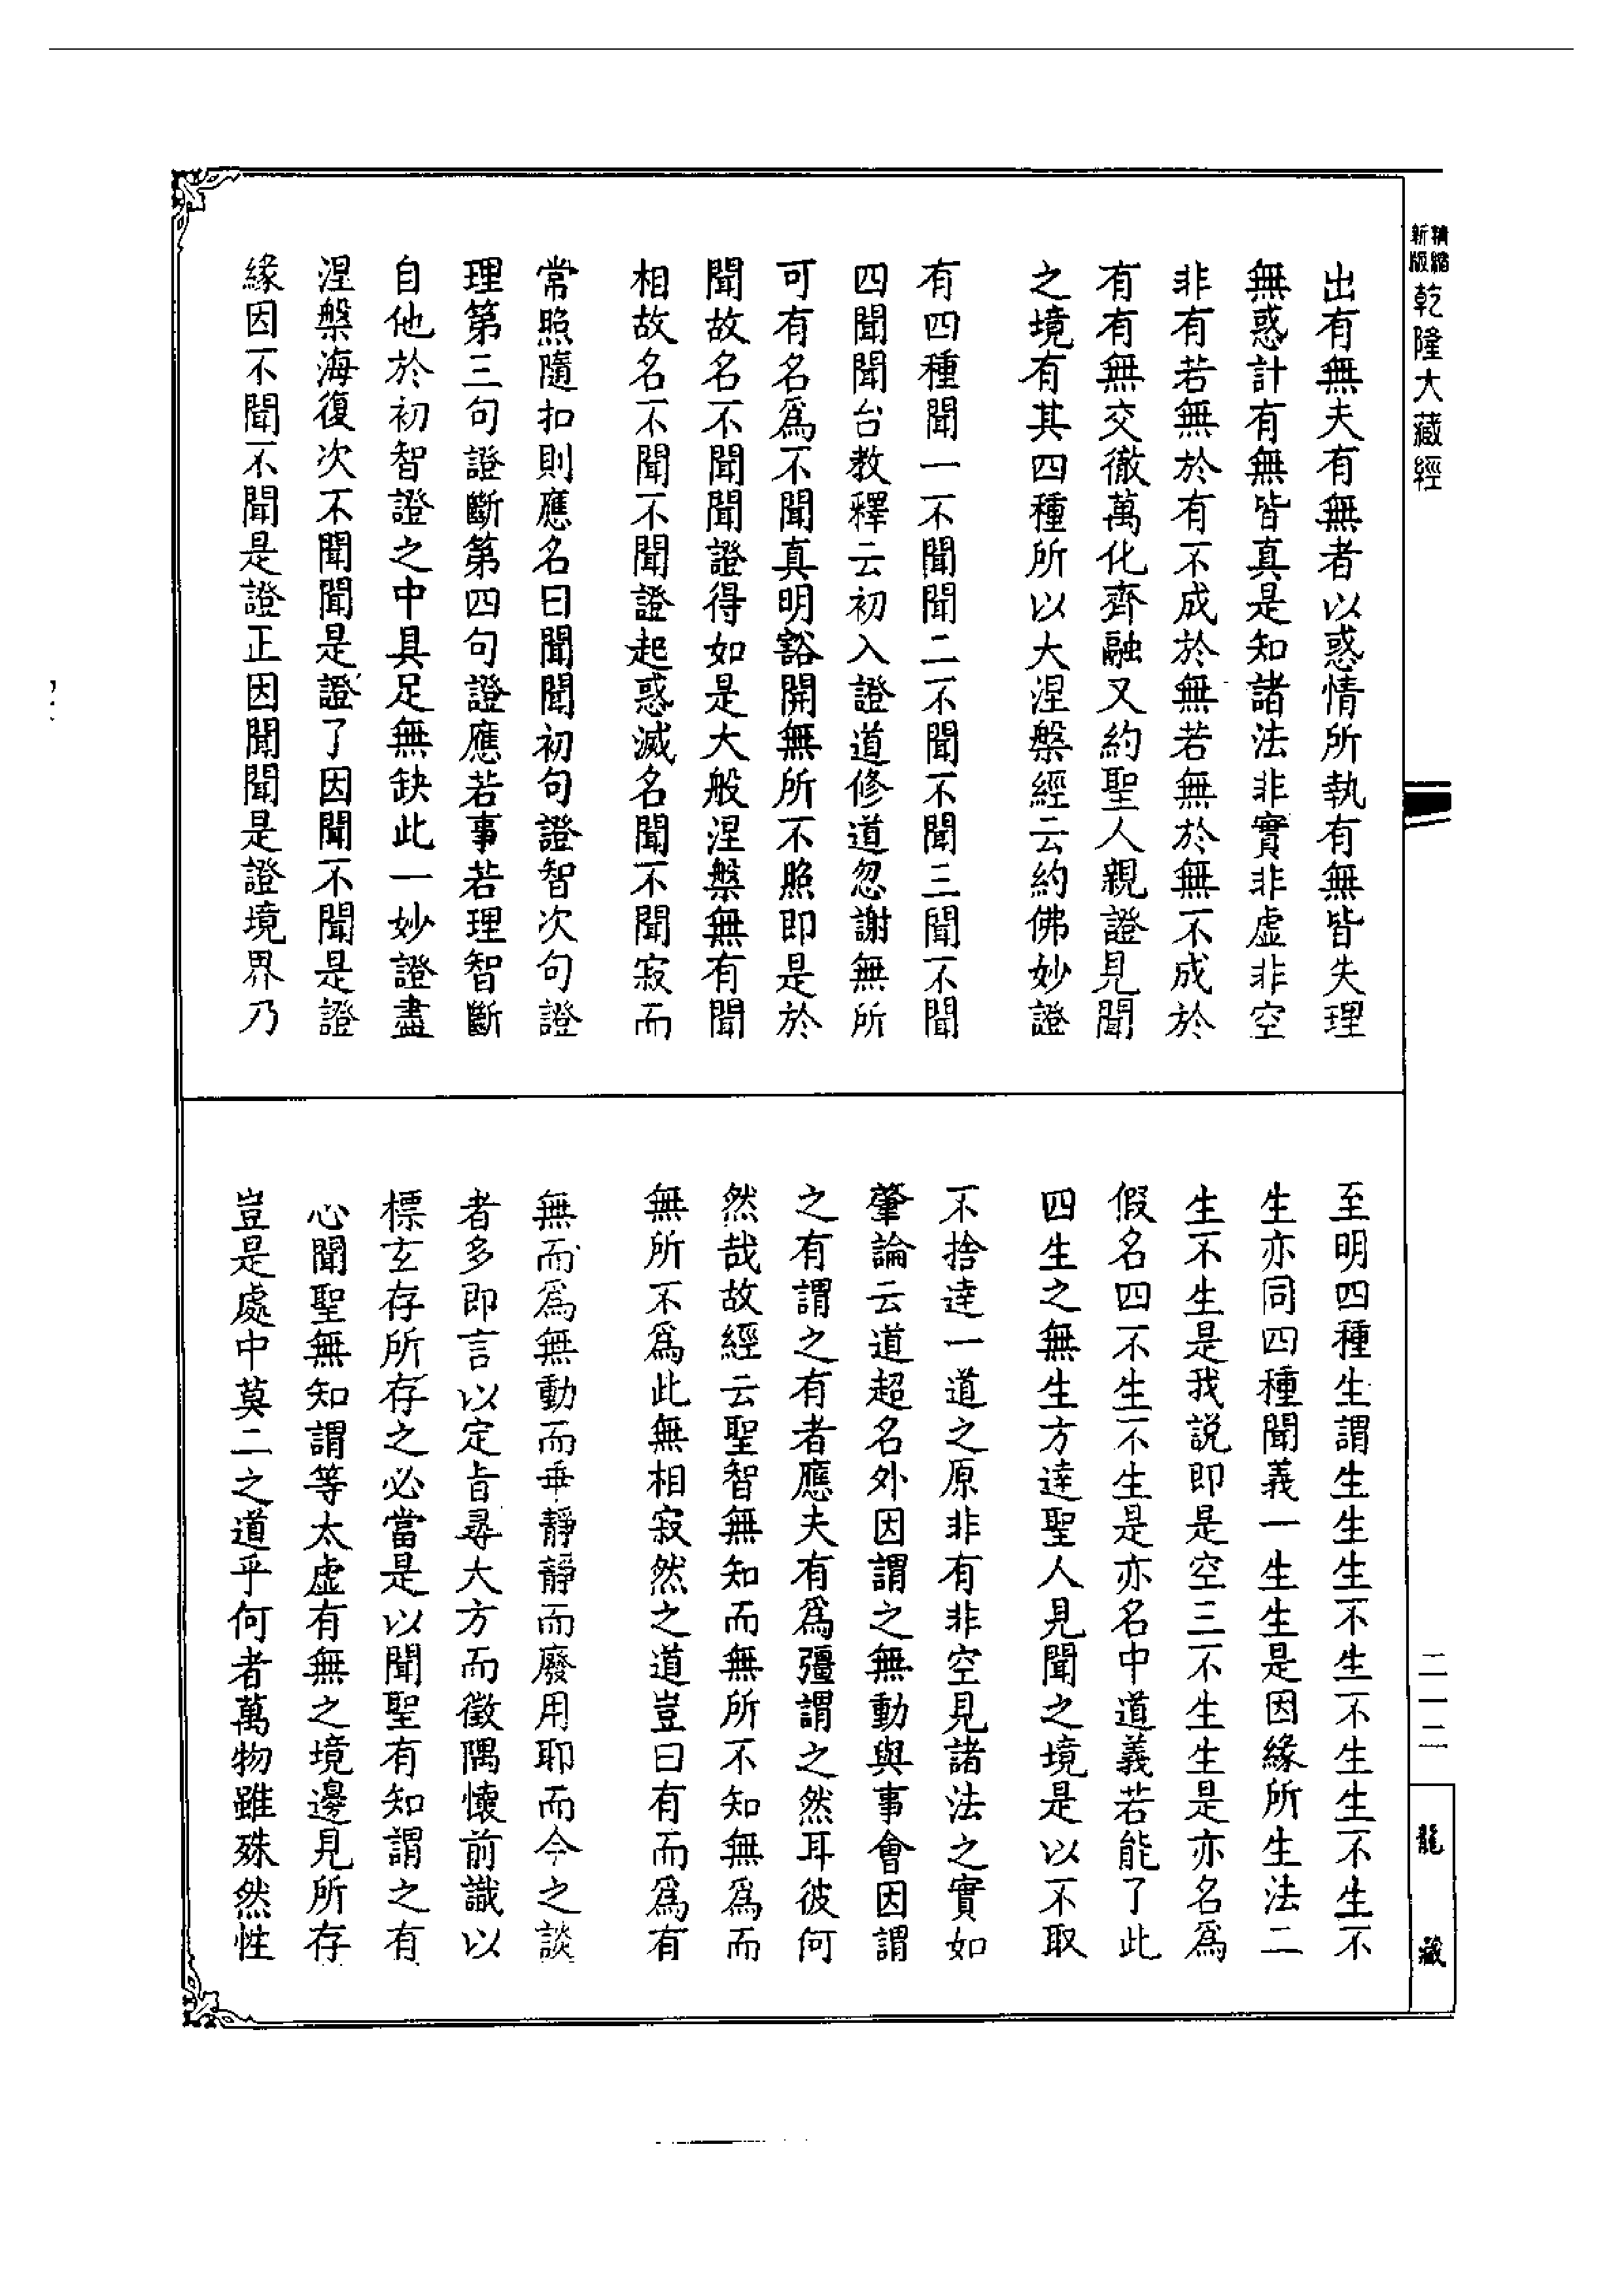 精縮
新版
乾隆大藏經
出有無夫有無者以惑情所執有無皆失理
無惑計有無皆真是知諸法非實非虛非空
非有若無於有不成於無若無於無不成於
有有無交徹萬化齊融又約聖人親證見聞
之境有其四種所以大涅槃經云約佛妙證
有四種聞一不聞聞二不聞不聞三聞不聞
四聞聞台教釋云初入證道修道忽謝無所
可有名為不聞真明豁開無所不照即是於
聞故名不聞聞證得如是大般涅槃無有聞
相故名不聞不聞證起惑滅名聞不聞寂而
常照隨扣則應名曰聞聞初句證智次句證
理第三句證斷第四句證應若事若理智斷
自他於初智證之中具足無缺此一妙證盡
涅槃海復次不聞聞是證了因聞不聞是證
緣因不聞不聞是證正因聞聞是證境界乃
至明四種生謂生生生不生不生生不生不
生亦同四種聞義一生生是因緣所生法二
生不生是我說即是空三不生生是亦名為
假名四不生不生是亦名中道義若能了此
四生之無生方達聖人見聞之境是以不取
不捨達一道之原非有非空見諸法之實如
肇論云道超名外因謂之無動與事會因謂
之有謂之有者應夫有為彊謂之然耳彼何
然哉故經云聖智無知而無所不知無為而
無所不為此無相寂然之道豈曰有而為有
無而為無動而乖靜靜而廢用耶而今之談
者多即言以定旨尋大方而徵隅懷前識以
標玄存所存之必當是以聞聖有知謂之有
心聞聖無知謂等太虛有無之境邊見所存
豈是處中莫二之道乎何者萬物雖殊然性
二一二
龍藏